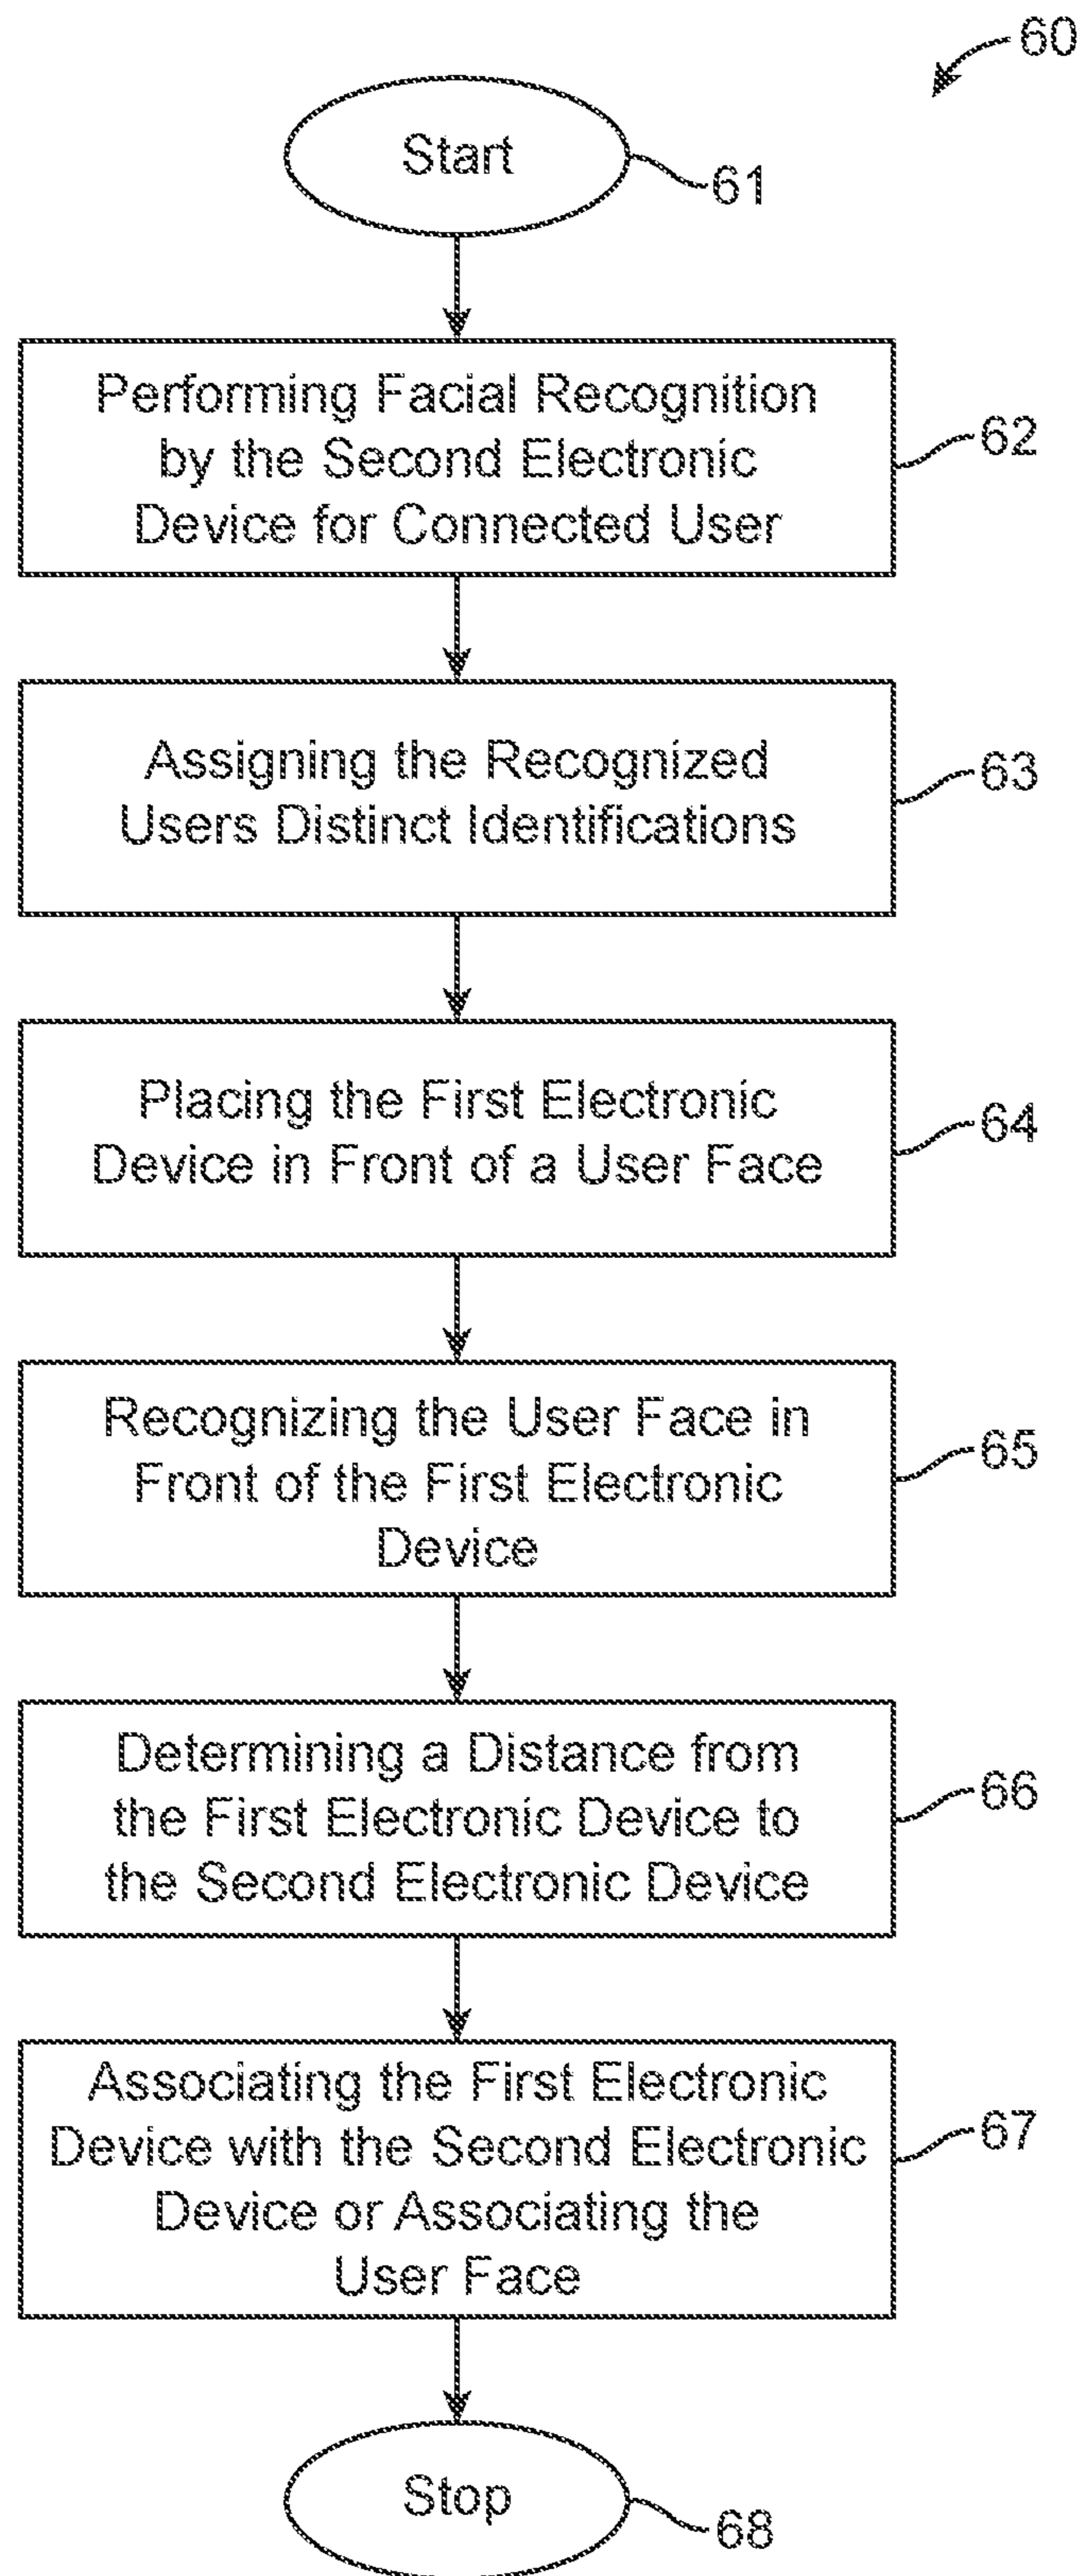 60
Start
61
Performing Facial Recognition
by the Second Electronic
Device for Connected User
62
Assigning the Recognized
Users Distinct Identifications
63
Placing the First Electronic
Device in Front of a User Face
64
Recognizing the User Face in
Front of the First Electronic
Device
65
Determining a Distance from
the First Electronic Device to
the Second Electronic Device
66
Associating the First Electronic
Device with the Second Electronic
Device or Associating the
User Face
67
Stop
68